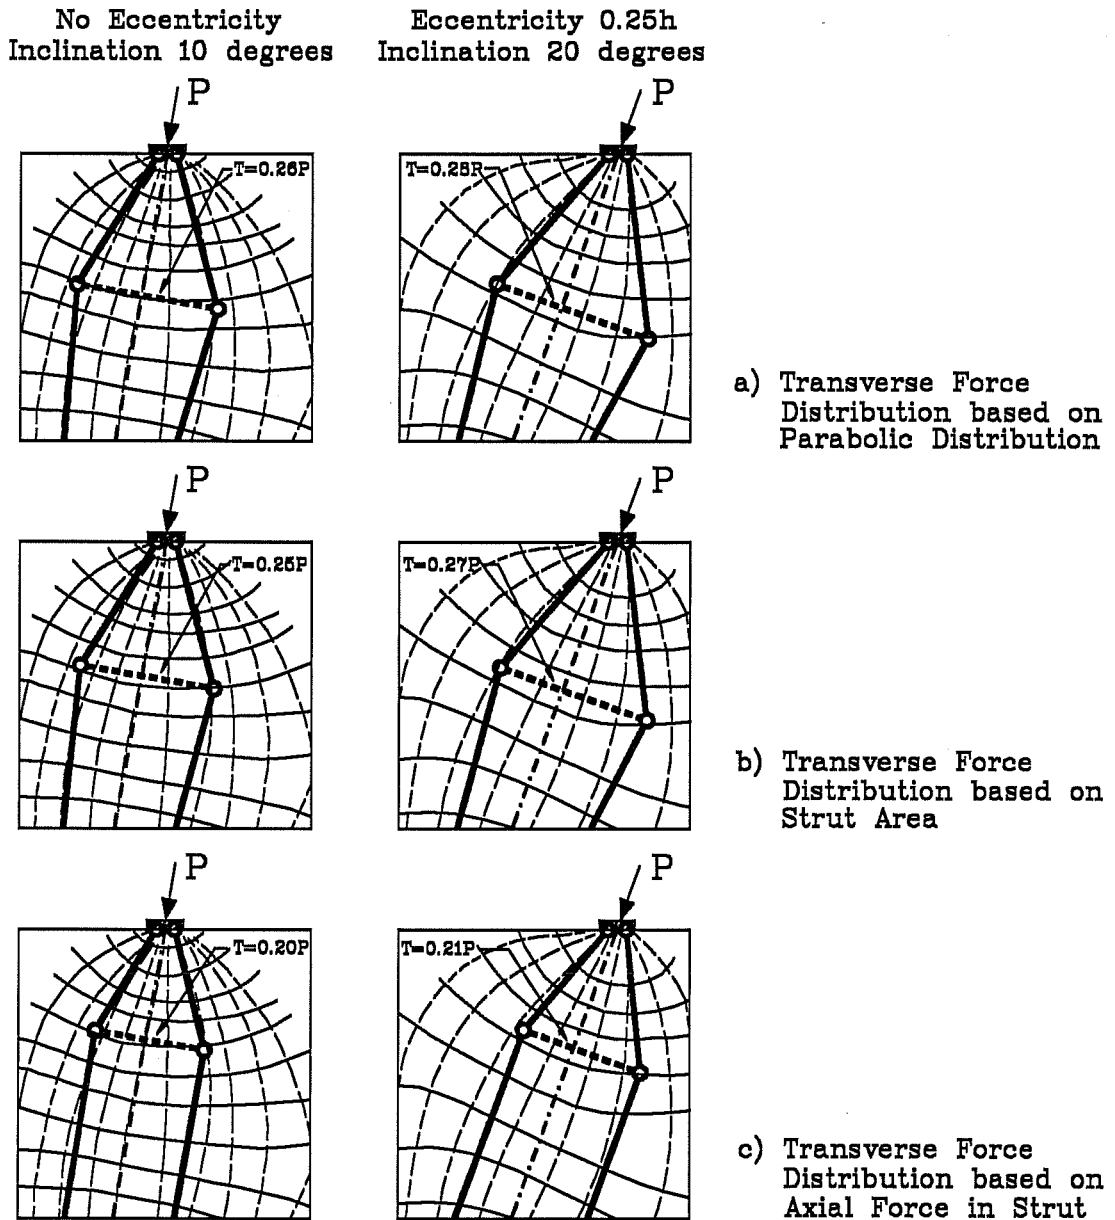 No Eccentricity
Inclination 10 degrees
Eccentricity 0.25h
Inclination 20 degrees
P
P
T=0.26P
T=0.28P
a) Transverse Force
Distribution based on
Parabolic Distribution
P
P
T=0.25P
T=0.27P
b) Transverse Force
Distribution based on
Strut Area
P
P
T=0.20P
T=0.21P
c) Transverse Force
Distribution based on
Axial Force in Strut